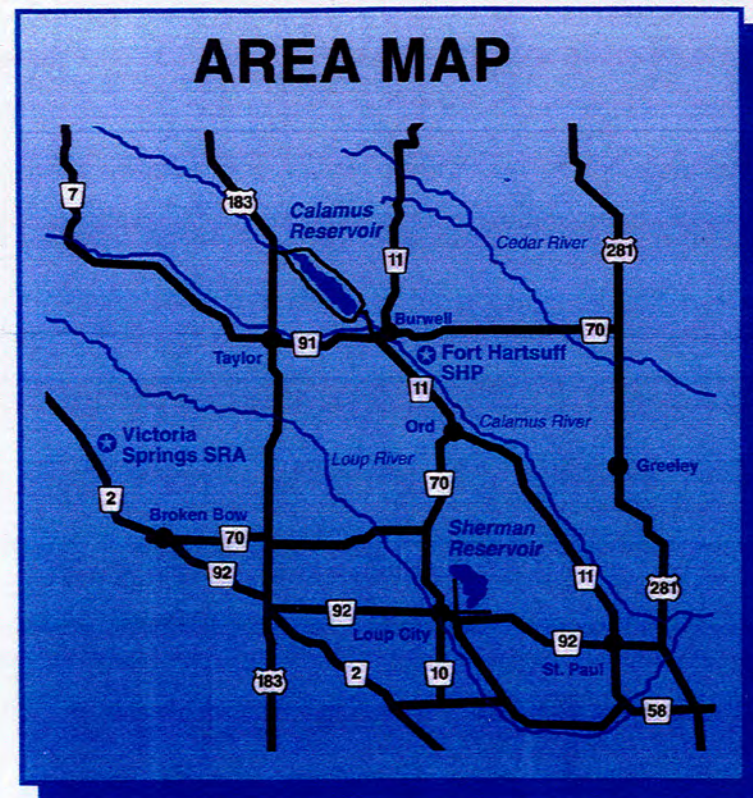 AREA MAP
7
183
Calamus
Reservoir
11
Cedar River
281
Burwell
70
Taylor
91
Fort Hartsuff
SHP
11
Calamus River
Ord
Victoria
Springs SRA
Loup River
Greeley
2
70
Broken Bow
70
Sherman
Reservoir
92
11
281
92
Loup City
92
St. Paul
183
2
10
58